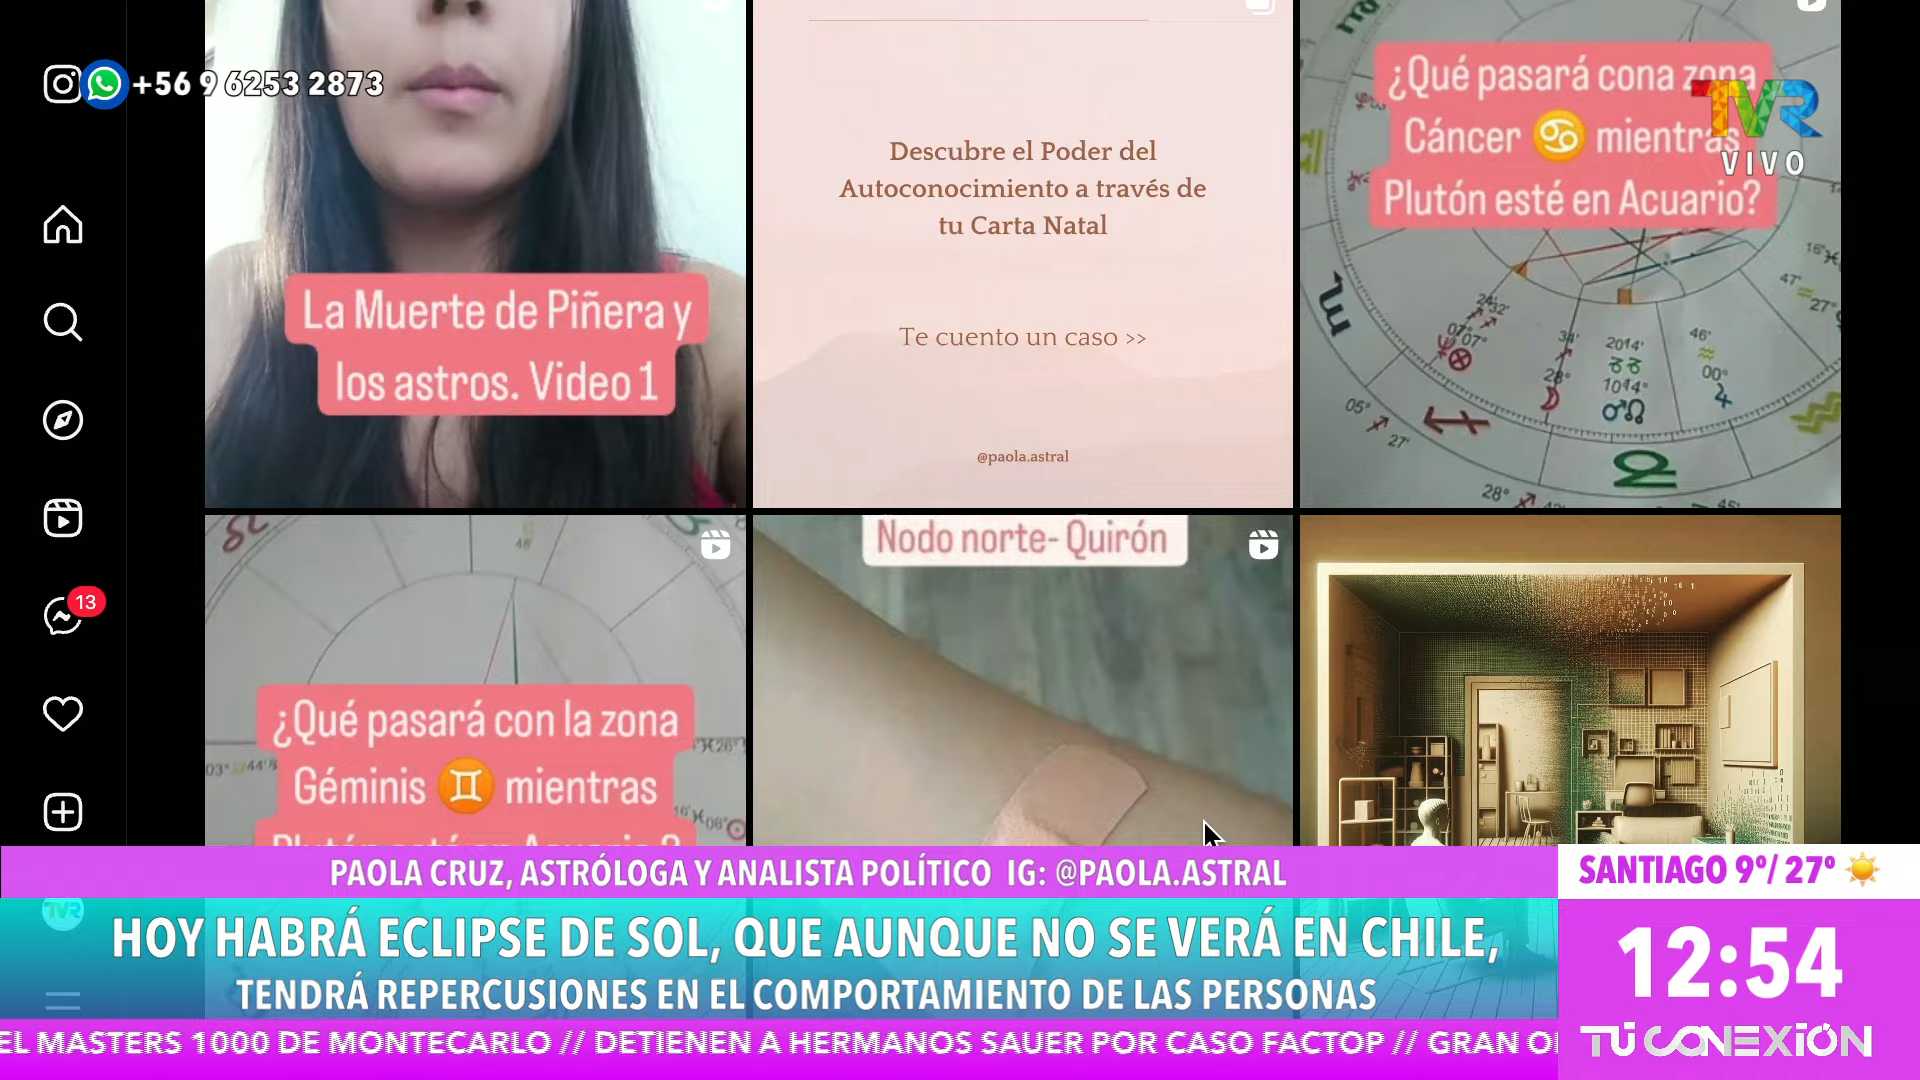 +56 9 6253 2873
La Muerte de Piñera y
los astros. Video 1
Descubre el Poder del
Autoconocimiento a través de
tu Carta Natal
Te cuento un caso >>
@paola.astral
¿Qué pasará cona zona
Cáncer ♋ mientras
Plutón esté en Acuario?
TVR
VIVO
13
¿Qué pasará con la zona
Géminis ♊ mientras
Nodo norte- Quirón
PAOLA CRUZ, ASTRÓLOGA Y ANALISTA POLÍTICO IG: @PAOLA.ASTRAL
SANTIAGO 9º/ 27º
HOY HABRÁ ECLIPSE DE SOL, QUE AUNQUE NO SE VERÁ EN CHILE,
TENDRÁ REPERCUSIONES EN EL COMPORTAMIENTO DE LAS PERSONAS
12:54
EL MASTERS 1000 DE MONTECARLO // DETIENEN A HERMANOS SAUER POR CASO FACTOP // GRAN
TU CONEXIÓN